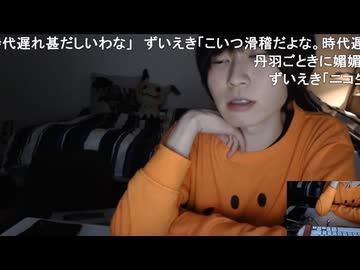 代遅れ甚だしいわな」　ずいえき「こいつ滑稽だよな。時代遅
丹羽ごときに媚媚
ずいえき「ニコ生